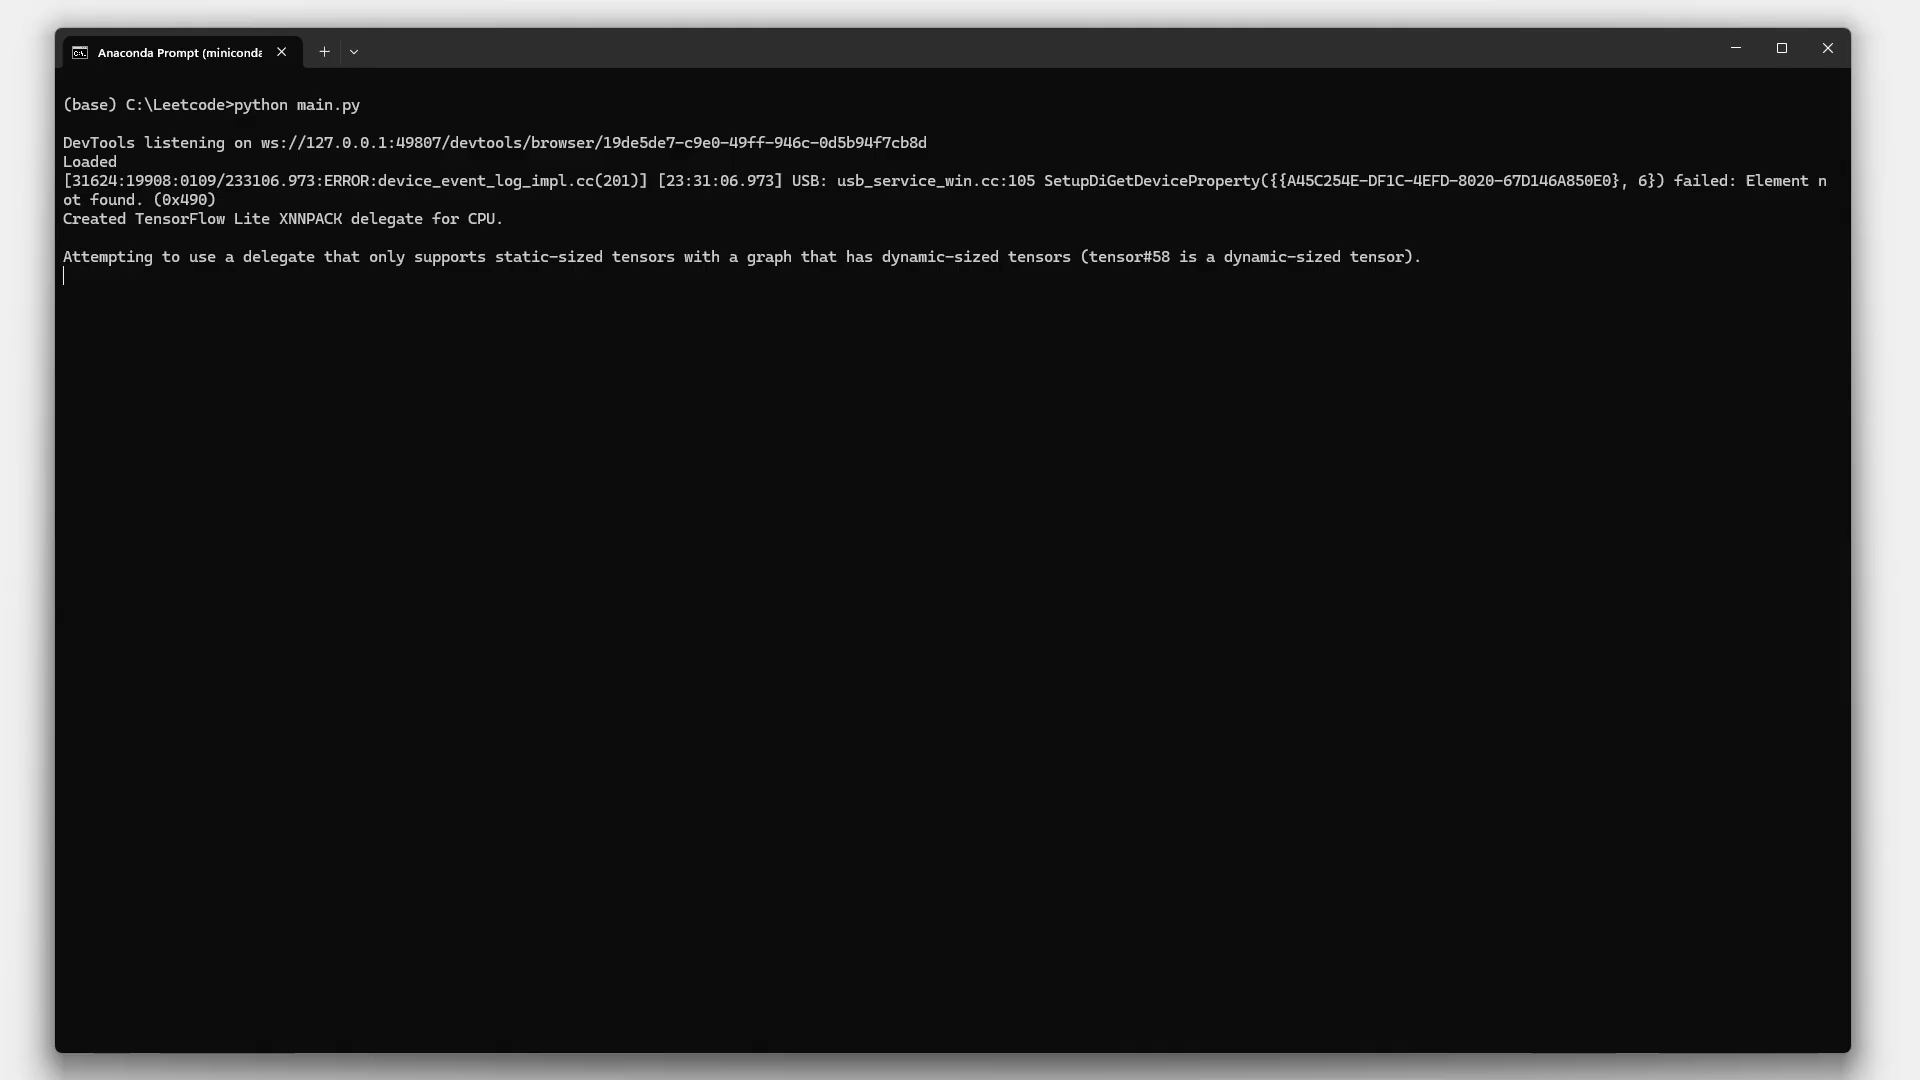 Anaconda Prompt (minicond
(base) C:\Leetcode>python main.py
DevTools listening on ws://127.0.0.1:49807/devtools/browser/19de5de7-c9e0-49ff-946c-0d5b94f7cb8d
Loaded
[31624:19908:0109/233106.973:ERROR:device_event_log_impl.cc(201)] [23:31:06.973] USB: usb_service_win.cc:105 SetupDiGetDeviceProperty({{A45C254E-DF1C-4EFD-8020-67D146A850E0}, 6}) failed: Element n
ot found. (0x490)
Created TensorFlow Lite XNNPACK delegate for CPU.
Attempting to use a delegate that only supports static-sized tensors with a graph that has dynamic-sized tensors (tensor#58 is a dynamic-sized tensor).